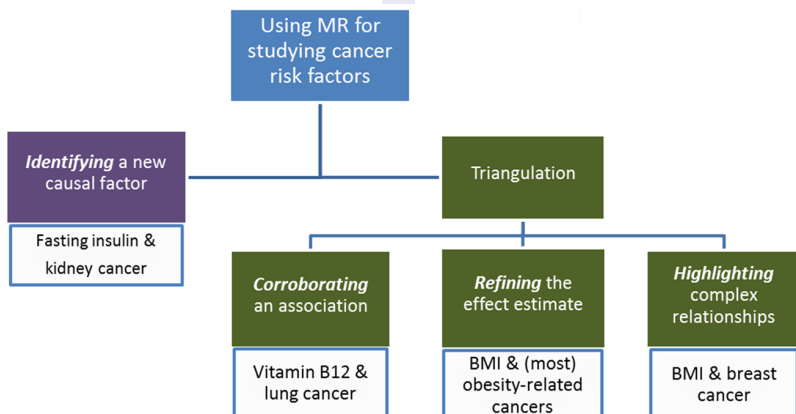 Using MR for
studying cancer
risk factors
Identifying a new
causal factor
Fasting insulin &
kidney cancer
Triangulation
Corroborating
an association
Vitamin B12 &
lung cancer
Refining the
effect estimate
BMI & (most)
obesity-related
cancers
Highlighting
complex
relationships
BMI & breast
cancer